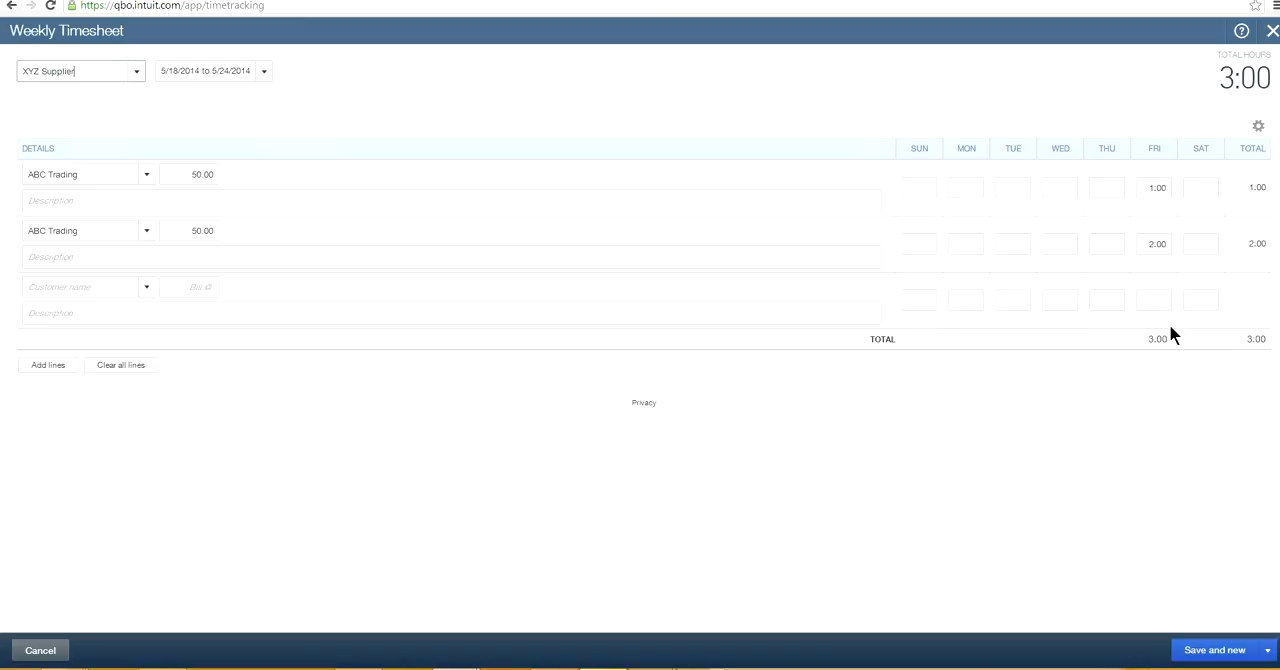 https://qbo.intuit.com/app/timetracking
Weekly Timesheet
TOTAL HOURS
XYZ Supplier 5/18/2014 to 5/24/2014
3:00
DETAILS SUN MON TUE WED THU FRI SAT TOTAL
ABC Trading 50.00
1:00 1:00
Description
ABC Trading 50.00
2:00 2:00
Description
Customer name Bill @
Description
TOTAL 3:00 3:00
Add lines Clear all lines
Privacy
Cancel Save and new